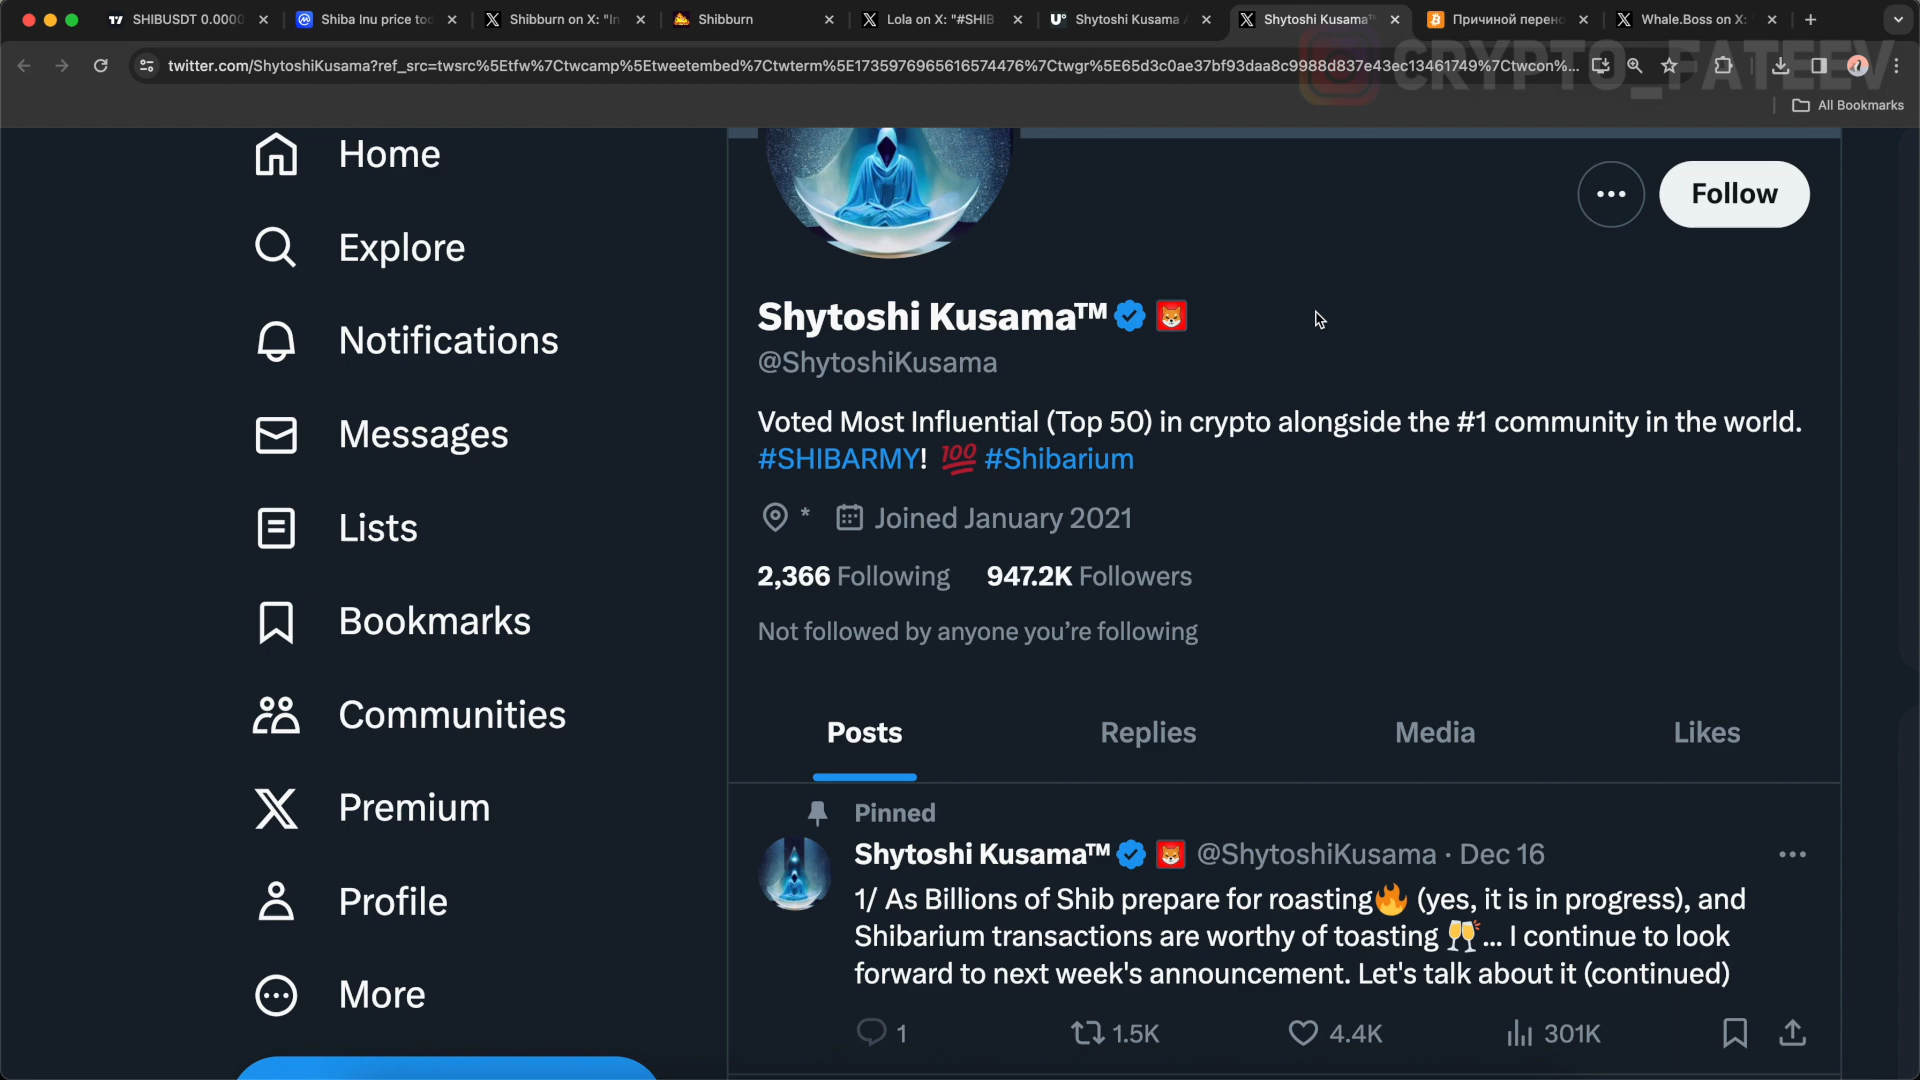 SHIBUSDT 0.0000
Shiba Inu price too
Shibburn on X: "In
Shibburn
Lola on X: "#SHIB
Shytoshi Kusama
Shytoshi Kusama™
Причиной перено
Whale.Boss on X:
twitter.com/ShytoshiKusama?ref_src=twsrc%5Etfw%7Ctwcamp%5Etweetembed%7Ctwterm%5E1735976965616574476%7Ctwgr%5E65d3c0ae37bf93daa8c9988d837e43ec13461749%7Ctwcon%...
CRYPTO_FATEEV
All Bookmarks
Home
Explore
Notifications
Messages
Lists
Bookmarks
Communities
Premium
Profile
More
Follow
Shytoshi Kusama™
@ShytoshiKusama
Voted Most Influential (Top 50) in crypto alongside the #1 community in the world.
#SHIBARMY! 💯 #Shibarium
* Joined January 2021
2,366 Following 947.2K Followers
Not followed by anyone you're following
Posts Replies Media Likes
Pinned
Shytoshi Kusama™ @ShytoshiKusama · Dec 16
1/ As Billions of Shib prepare for roasting🔥 (yes, it is in progress), and
Shibarium transactions are worthy of toasting 🥂... I continue to look
forward to next week's announcement. Let's talk about it (continued)
1 1.5K 4.4K 301K